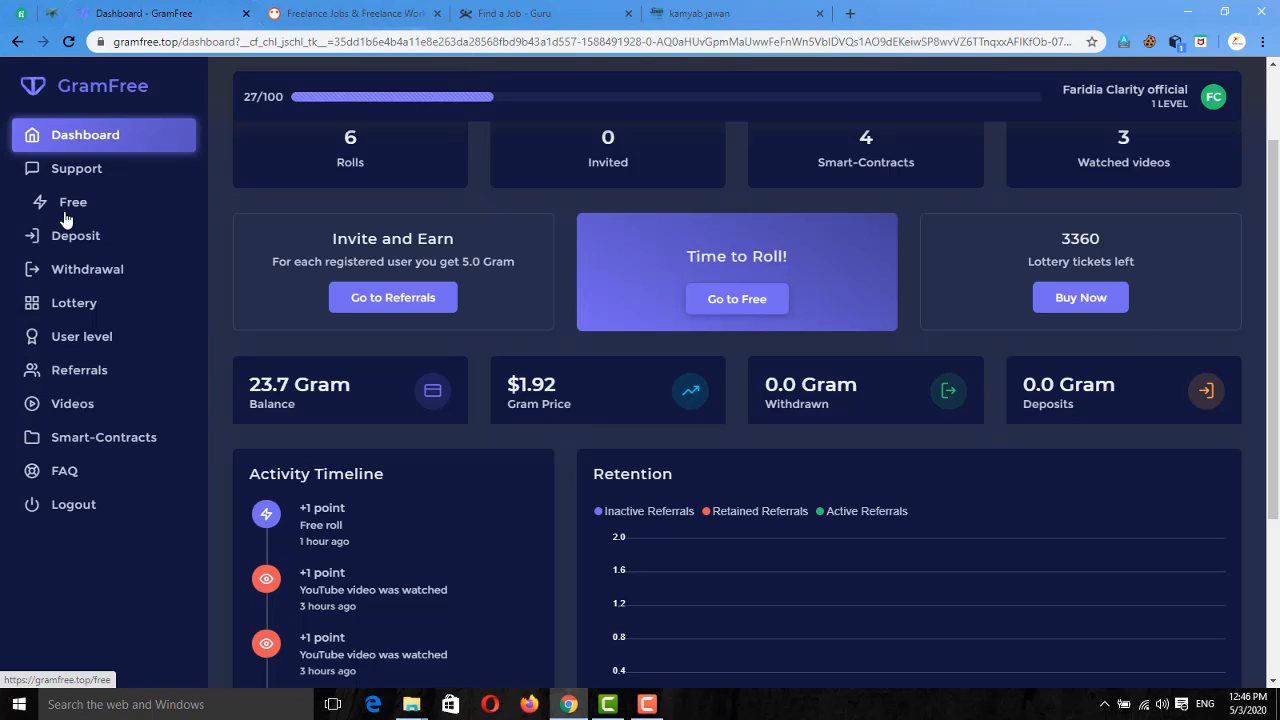 Dashboard - GramFree
Freelance Jobs & Freelance Work
Find a Job - Guru
kamyab jawan
gramfree.top/dashboard?__cf_chl_jschl_tk__=35dd1b6e4b4a11e8e263da28568fbd9b43a1d557-1588491928-0-AQ0aHUvGpmMaUwwFeFnWn5VbIDVQs1AO9dEKeiwSP8wvVZ6TTnqxxAFIKfOb-07...
GramFree
27/100
Faridia Clarity official
FC
1 LEVEL
Dashboard
Support
Free
Deposit
Withdrawal
Lottery
User level
Referrals
Videos
Smart-Contracts
FAQ
Logout
6
Rolls
0
Invited
4
Smart-Contracts
3
Watched videos
Invite and Earn
For each registered user you get 5.0 Gram
Go to Referrals
Time to Roll!
Go to Free
3360
Lottery tickets left
Buy Now
23.7 Gram
Balance
$1.92
Gram Price
0.0 Gram
Withdrawn
0.0 Gram
Deposits
Activity Timeline
+1 point
Free roll
1 hour ago
+1 point
YouTube video was watched
3 hours ago
+1 point
YouTube video was watched
3 hours ago
Retention
Inactive Referrals Retained Referrals Active Referrals
2.0
1.6
1.2
0.8
0.4
https://gramfree.top/free
Search the web and Windows
ENG
12:46 PM
5/3/2020